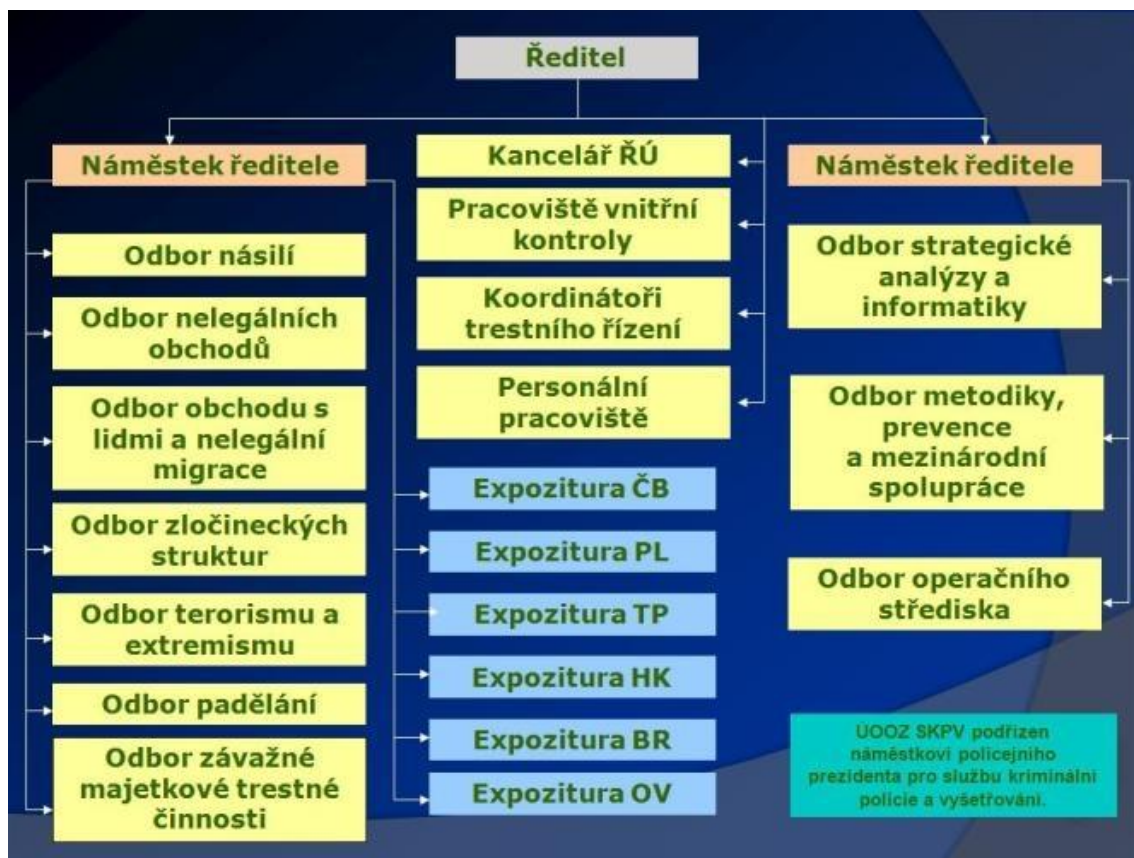 Ředitel
Náměstek ředitele
Odbor násilí
Odbor nelegálních
obchodů
Odbor obchodu s
lidmi a nelegální
migrace
Odbor zločineckých
struktur
Odbor terorismu a
extremismu
Odbor padělání
Odbor závažné
majetkové trestné
činnosti
Kancelář ŘÚ
Pracoviště vnitřní
kontroly
Koordinátoři
trestního řízení
Personální
pracoviště
Expozitura ČB
Expozitura PL
Expozitura TP
Expozitura HK
Expozitura BR
Expozitura OV
Náměstek ředitele
Odbor strategické
analýzy a
informatiky
Odbor metodiky,
prevence
a mezinárodní
spolupráce
Odbor operačního
střediska
ÚOOZ SKPV podřízen
náměstkovi policejního
prezidenta pro službu kriminální
policie a vyšetřování.